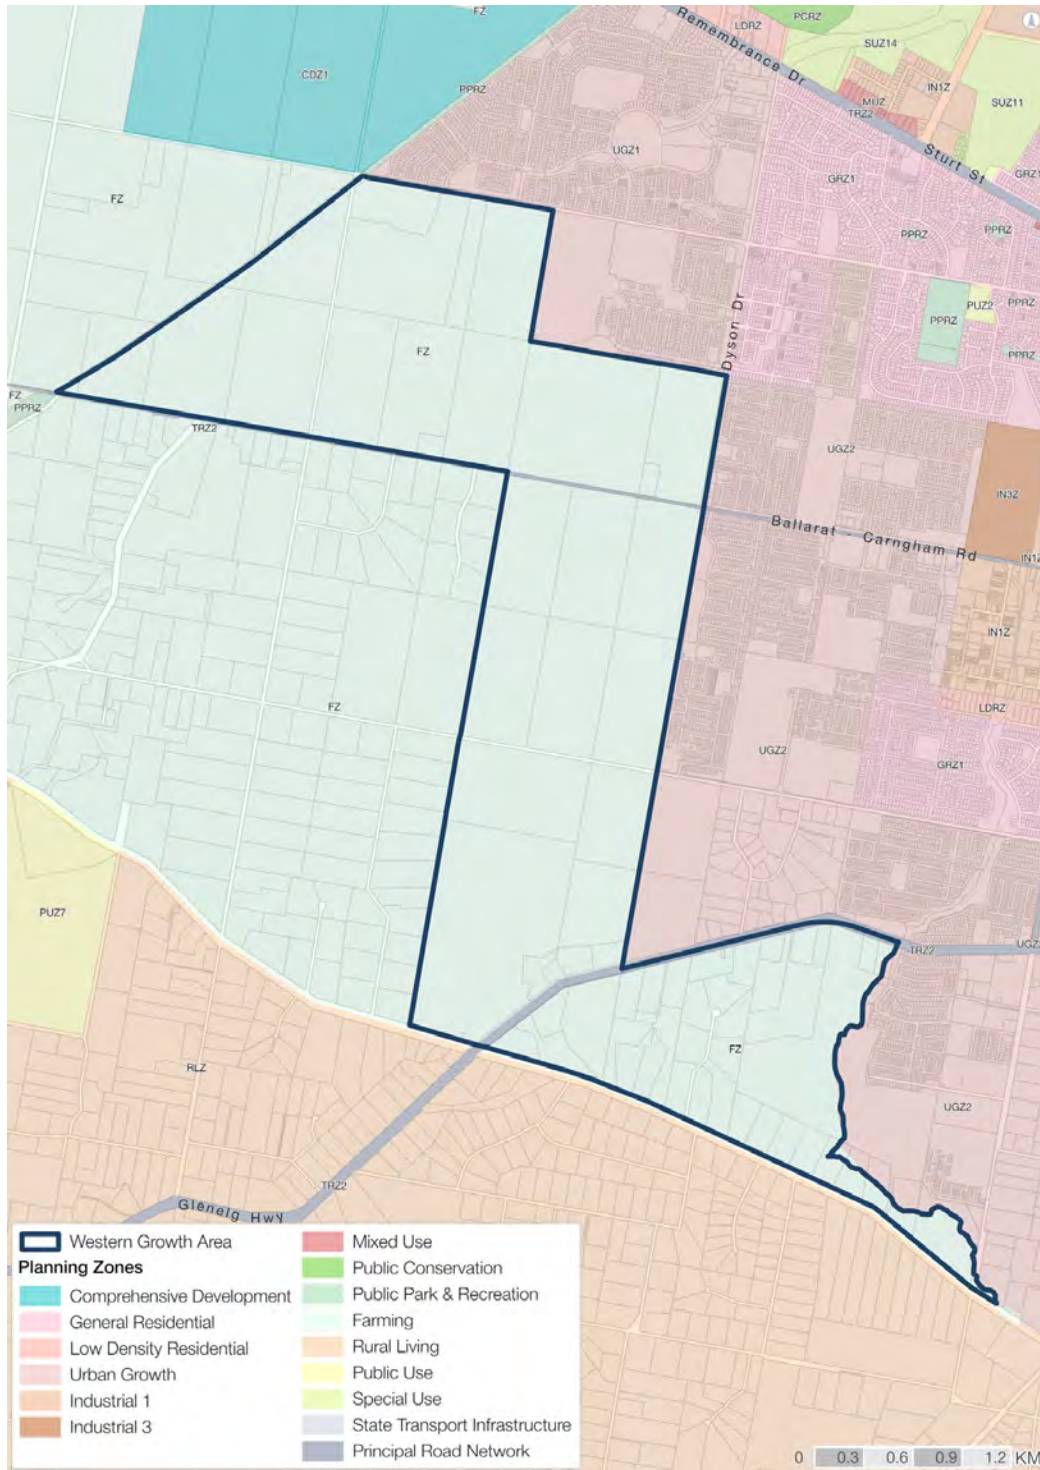 FZ
Remembrance Dr
LDRZ
PCRZ
SUZ14
CDZ1
PPRZ
IN1Z
SUZ11
MUZ
TRZ2
UGZ1
Sturt St
GRZ1
GRZ1
FZ
PPRZ
PPRZ
PUZ2
PPRZ
PPRZ
PPRZ
Dyson Dr
FZ
FZ
PPRZ
TRZ2
UGZ2
IN3Z
Ballarat - Carngham Rd
IN1Z
IN1Z
FZ
LDRZ
UGZ2
GRZ1
PUZ7
TRZ2
FZ
RLZ
UGZ2
TRZ2
Glenelg Hwy
Western Growth Area
Planning Zones
Comprehensive Development
General Residential
Low Density Residential
Urban Growth
Industrial 1
Industrial 3
Mixed Use
Public Conservation
Public Park & Recreation
Farming
Rural Living
Public Use
Special Use
State Transport Infrastructure
Principal Road Network
0 0.3 0.6 0.9 1.2 KM